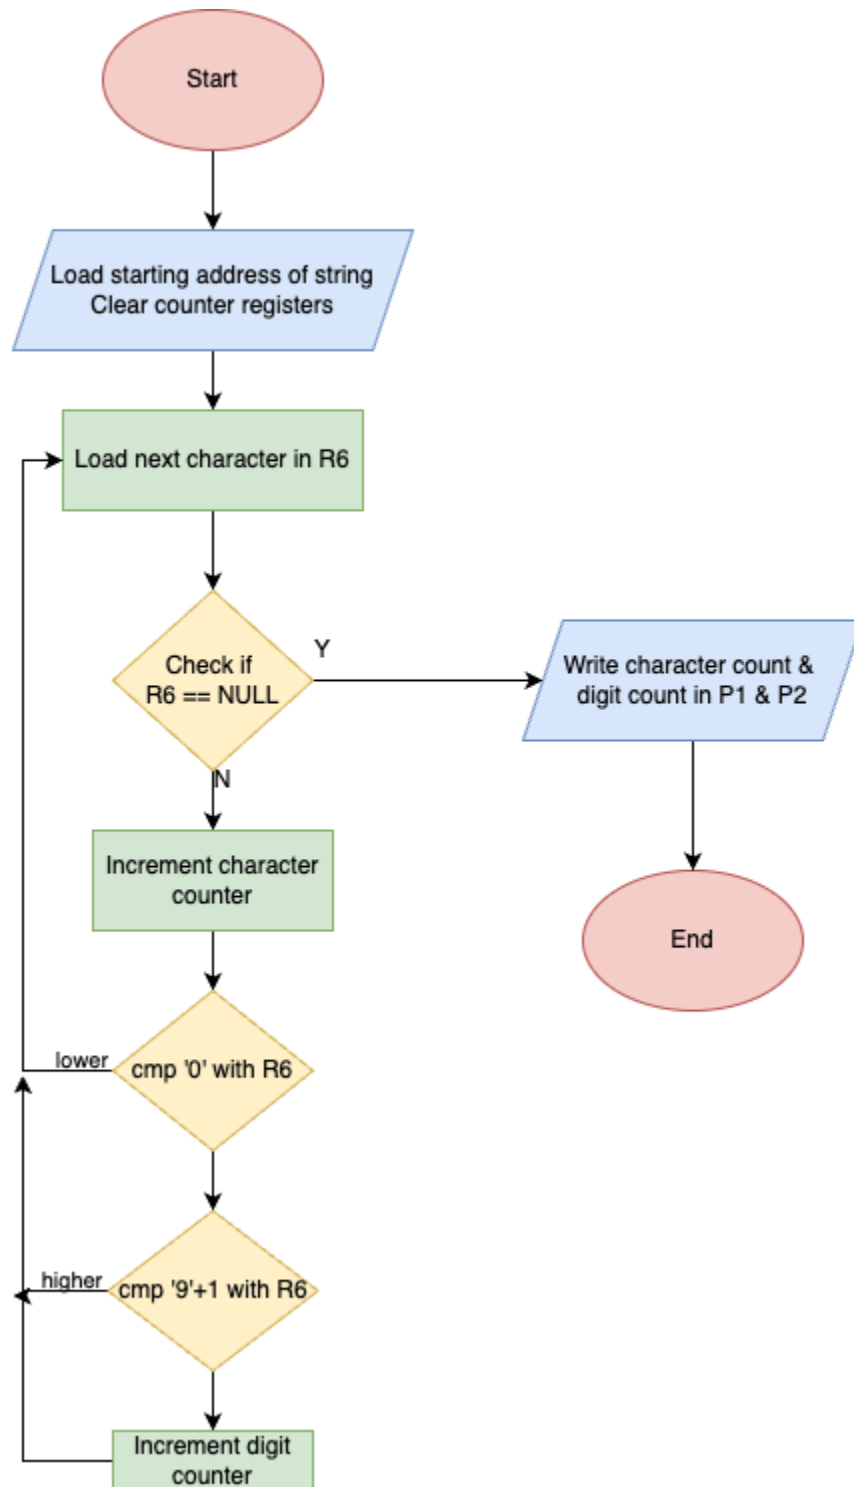 Start
Load starting address of string
Clear counter registers
Load next character in R6
Check if
R6 == NULL
Y
Write character count &
digit count in P1 & P2
N
Increment character
counter
End
lower
cmp '0' with R6
higher
cmp '9'+1 with R6
Increment digit
counter